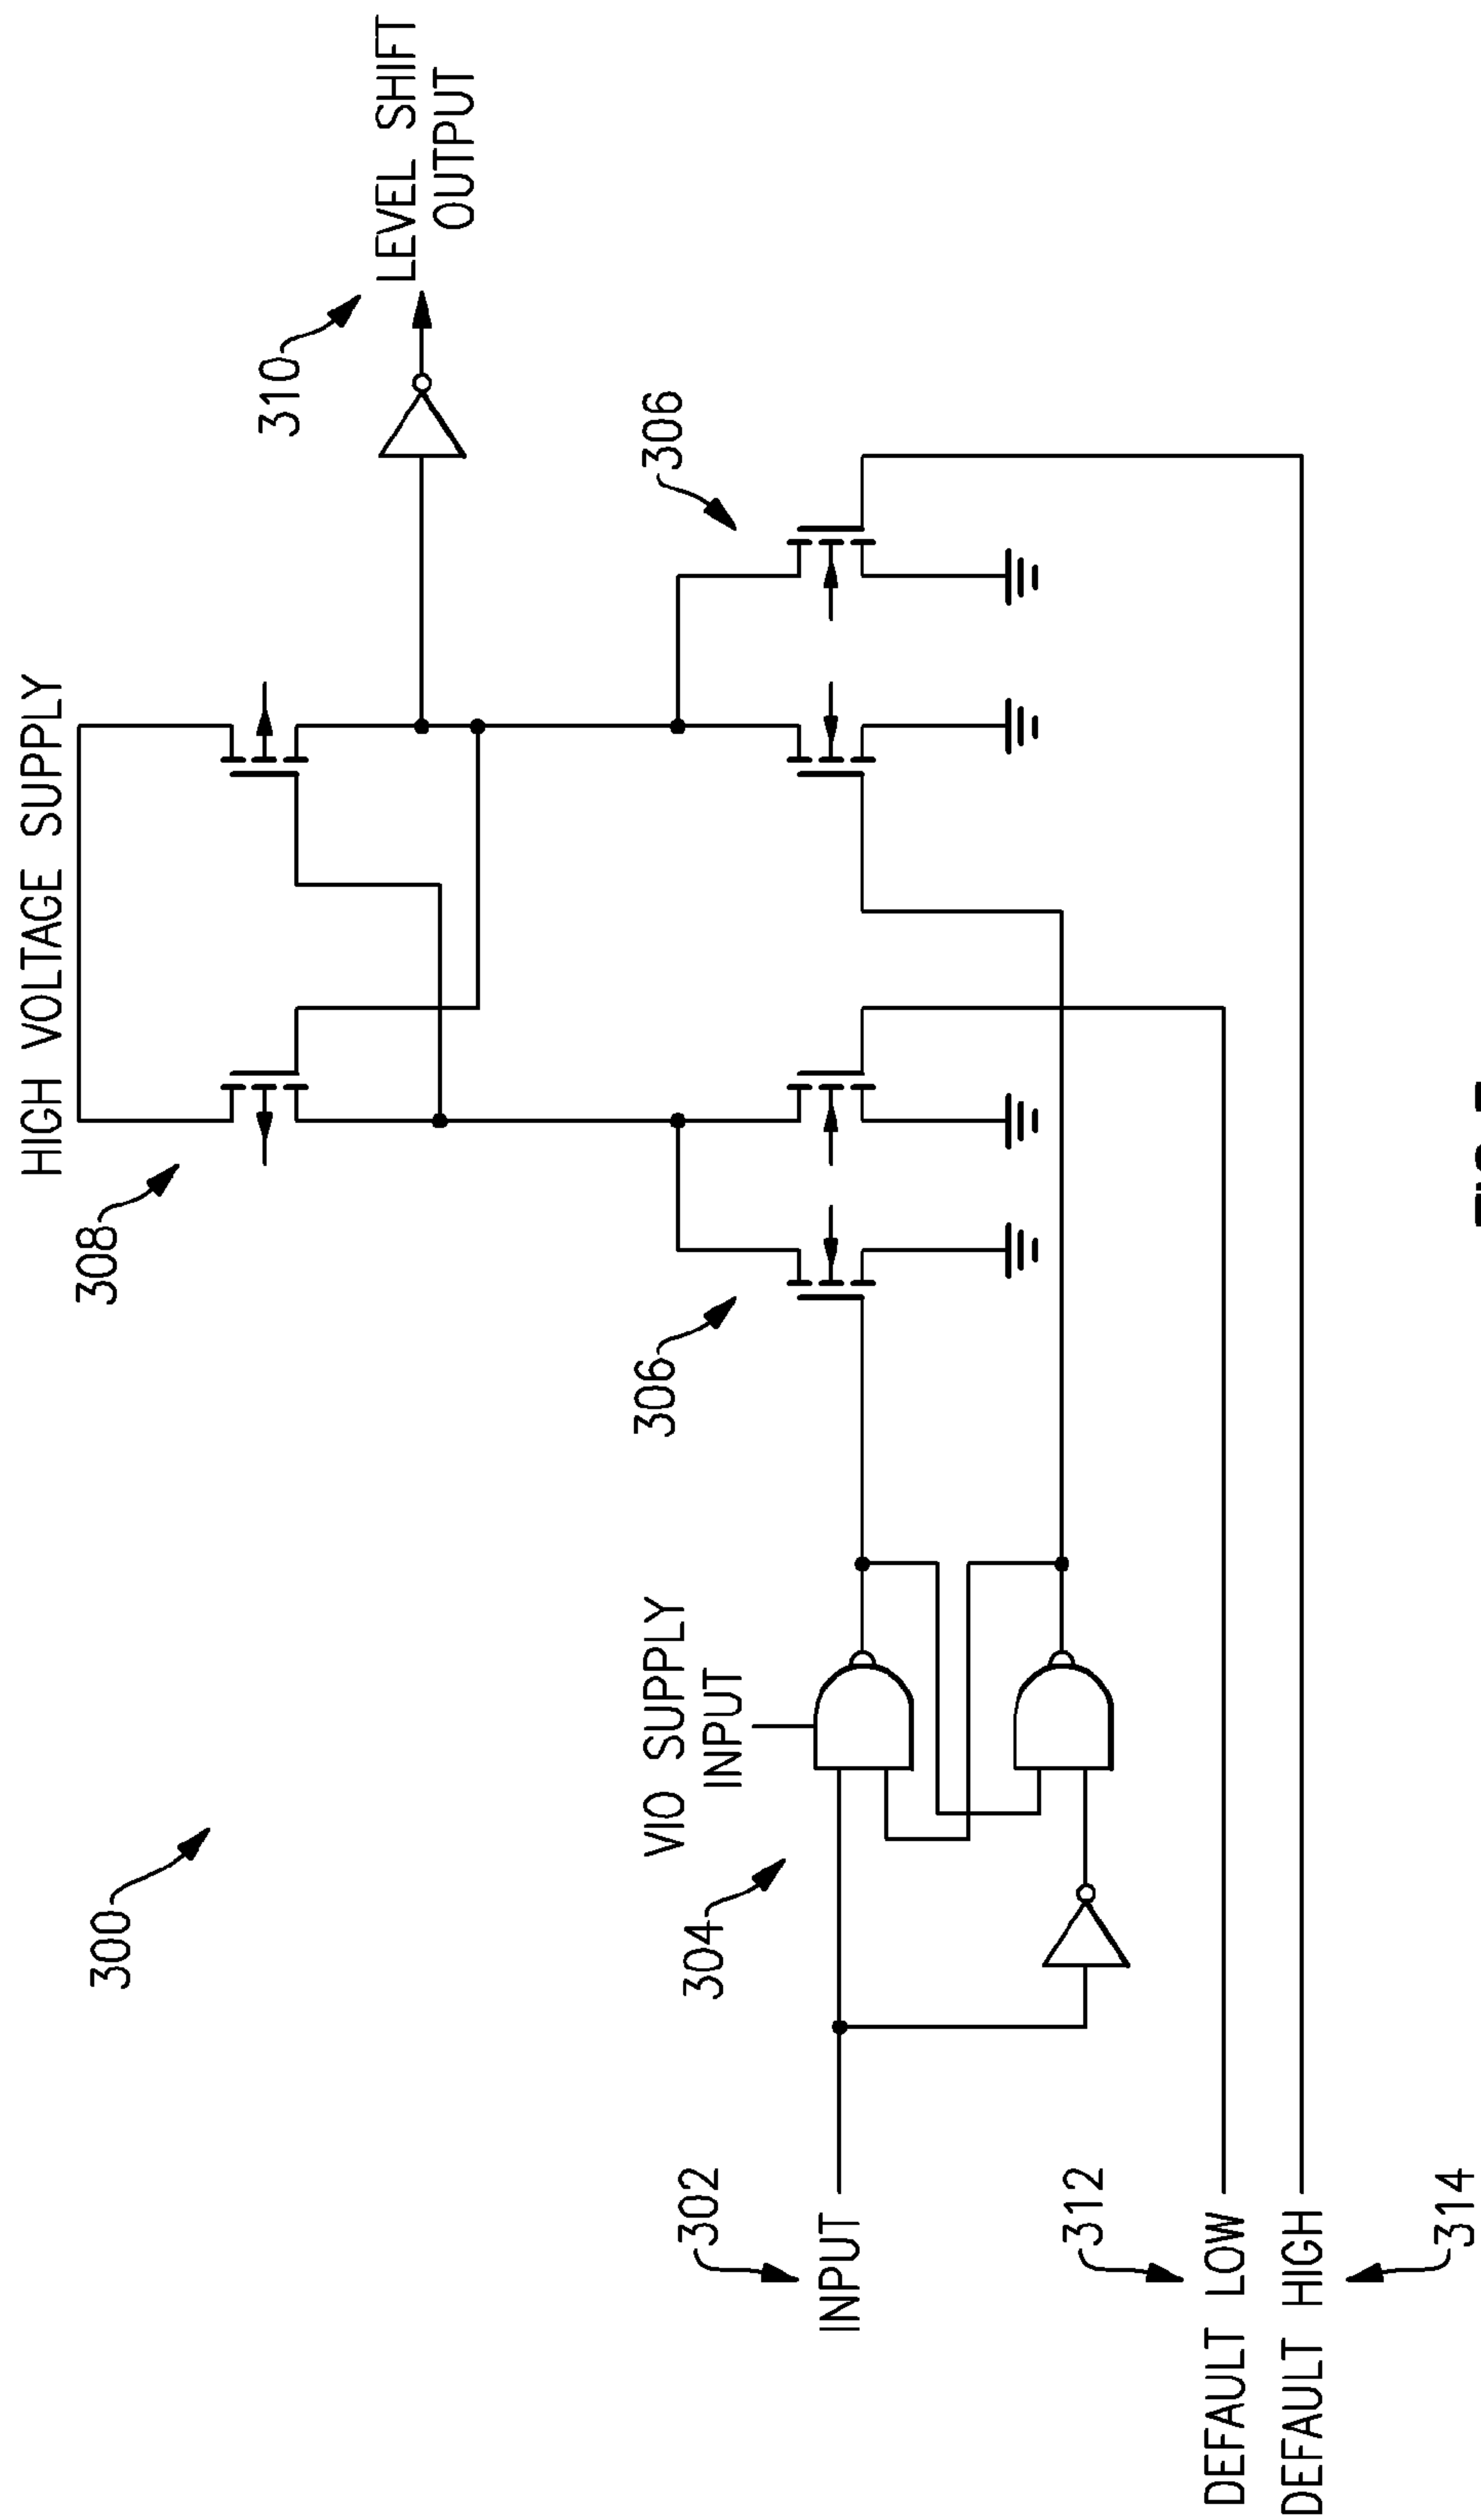 HIGH VOLTAGE SUPPLY
308
310
LEVEL SHIFT
OUTPUT
300
306
306
VIO SUPPLY
INPUT
304
302
INPUT
312
DEFAULT LOW
DEFAULT HIGH
314